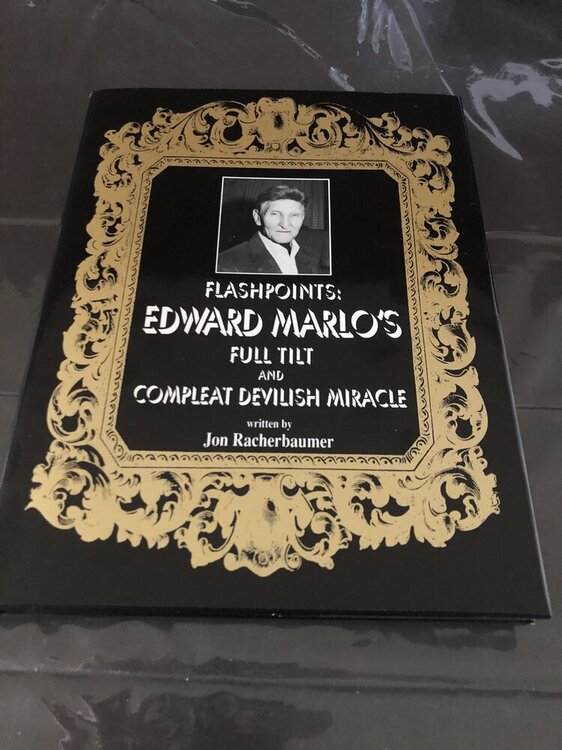 FLASHPOINTS:
EDWARD MARLO'S
FULL TILT
AND
COMPLEAT DEVILISH MIRACLE
written by
Jon Racherbaumer